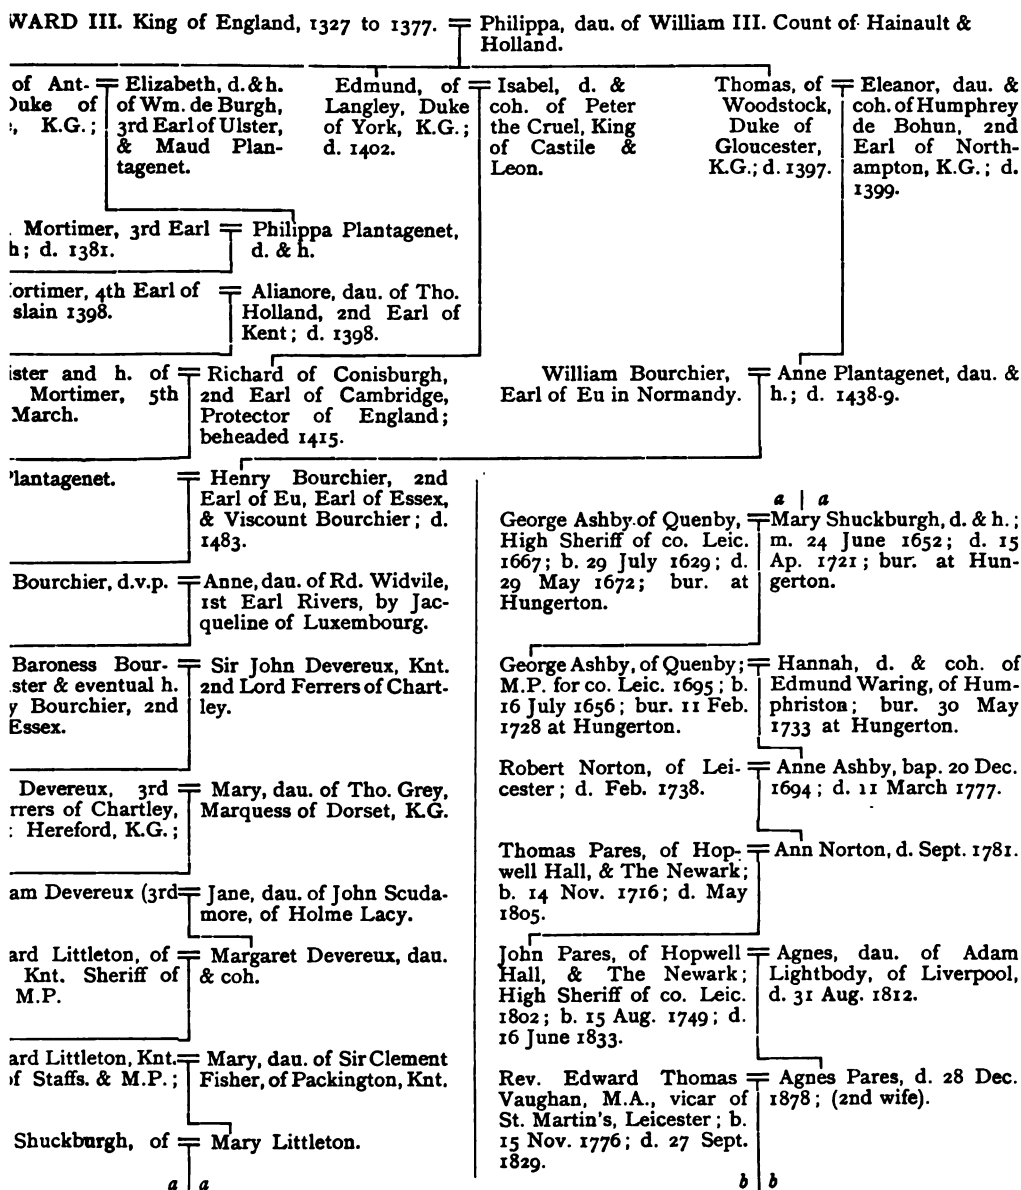 WARD III. King of England, 1327 to 1377. = Philippa, dau. of William III. Count of Hainault &
Holland.
of Ant- = Elizabeth, d. & h.
Duke of of Wm. de Burgh,
, K.G.; 3rd Earl of Ulster,
& Maud Plan-
tagenet.
Edmund, of = Isabel, d. &
Langley, Duke coh. of Peter
of York, K.G.; the Cruel, King
d. 1402. of Castile &
Leon.
Thomas, of = Eleanor, dau. &
Woodstock, coh. of Humphrey
Duke of de Bohun, 2nd
Gloucester, Earl of North-
K.G.; d. 1397. ampton, K.G.; d.
1399.
. Mortimer, 3rd Earl = Philippa Plantagenet,
h; d. 1381. d. & h.
ortimer, 4th Earl of = Alianore, dau. of Tho.
slain 1398. Holland, 2nd Earl of
Kent; d. 1398.
ister and h. of = Richard of Conisburgh,
Mortimer, 5th 2nd Earl of Cambridge,
March. Protector of England;
beheaded 1415.
William Bourchier, = Anne Plantagenet, dau. &
Earl of Eu in Normandy. h.; d. 1438-9.
Plantagenet. = Henry Bourchier, 2nd
Earl of Eu, Earl of Essex,
& Viscount Bourchier; d.
1483.
Bourchier, d.v.p. = Anne, dau. of Rd. Widvile,
1st Earl Rivers, by Jac-
queline of Luxembourg.
Baroness Bour- = Sir John Devereux, Knt.
ster & eventual h. 2nd Lord Ferrers of Chart-
y Bourchier, 2nd ley.
Essex.
Devereux, 3rd = Mary, dau. of Tho. Grey,
rrers of Chartley, Marquess of Dorset, K.G.
: Hereford, K.G.;
am Devereux (3rd = Jane, dau. of John Scuda-
more, of Holme Lacy.
ard Littleton, of = Margaret Devereux, dau.
Knt. Sheriff of & coh.
M.P.
ard Littleton, Knt. = Mary, dau. of Sir Clement
of Staffs. & M.P.; Fisher, of Packington, Knt.
Shuckburgh, of = Mary Littleton.
a | a
a | a
George Ashby of Quenby, = Mary Shuckburgh, d. & h.;
High Sheriff of co. Leic. m. 24 June 1652; d. 15
1667; b. 29 July 1629; d. Ap. 1721; bur. at Hun-
29 May 1672; bur. at gerton.
Hungerton.
George Ashby, of Quenby; = Hannah, d. & coh. of
M.P. for co. Leic. 1695; b. Edmund Waring, of Hum-
16 July 1656; bur. 11 Feb. phriston; bur. 30 May
1728 at Hungerton. 1733 at Hungerton.
Robert Norton, of Lei- = Anne Ashby, bap. 20 Dec.
cester; d. Feb. 1738. 1694; d. 11 March 1777.
Thomas Pares, of Hop- = Ann Norton, d. Sept. 1781.
well Hall, & The Newark;
b. 14 Nov. 1716; d. May
1805.
John Pares, of Hopwell = Agnes, dau. of Adam
Hall, & The Newark; Lightbody, of Liverpool,
High Sheriff of co. Leic. d. 31 Aug. 1812.
1802; b. 15 Aug. 1749; d.
16 June 1833.
Rev. Edward Thomas = Agnes Pares, d. 28 Dec.
Vaughan, M.A., vicar of 1878; (2nd wife).
St. Martin's, Leicester; b.
15 Nov. 1776; d. 27 Sept.
1829.
b | b